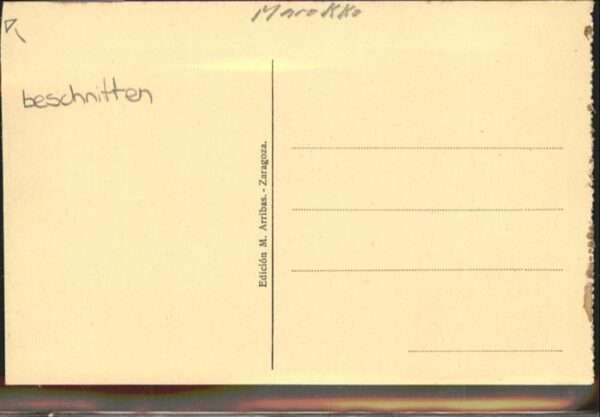 Marokko
beschnitten
Edición M. Arribas. - Zaragoza.